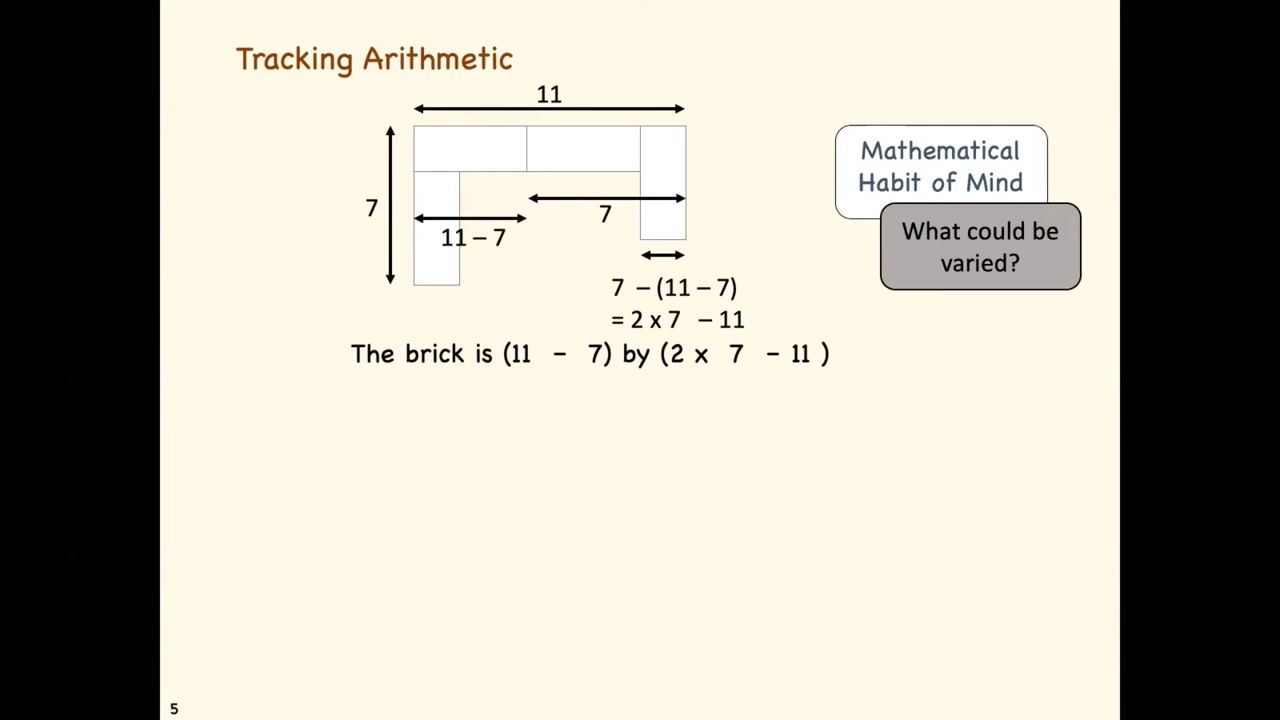 Tracking Arithmetic
11
7
7
11 – 7
7 – (11 – 7)
= 2 x 7 – 11
The brick is (11 – 7) by (2 x 7 – 11 )
Mathematical
Habit of Mind
What could be
varied?
5